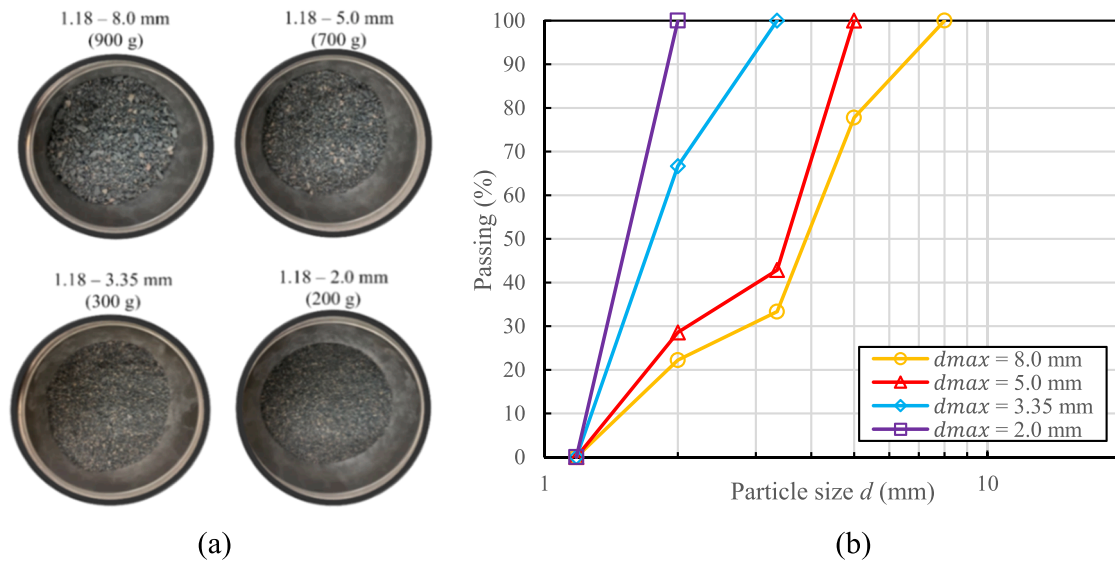 1.18 – 8.0 mm
(900 g)
1.18 – 5.0 mm
(700 g)
1.18 – 3.35 mm
(300 g)
1.18 – 2.0 mm
(200 g)
(a)
Passing (%)
100
90
80
70
60
50
40
30
20
10
0
1
10
Particle size d (mm)
dmax = 8.0 mm
dmax = 5.0 mm
dmax = 3.35 mm
dmax = 2.0 mm
(b)